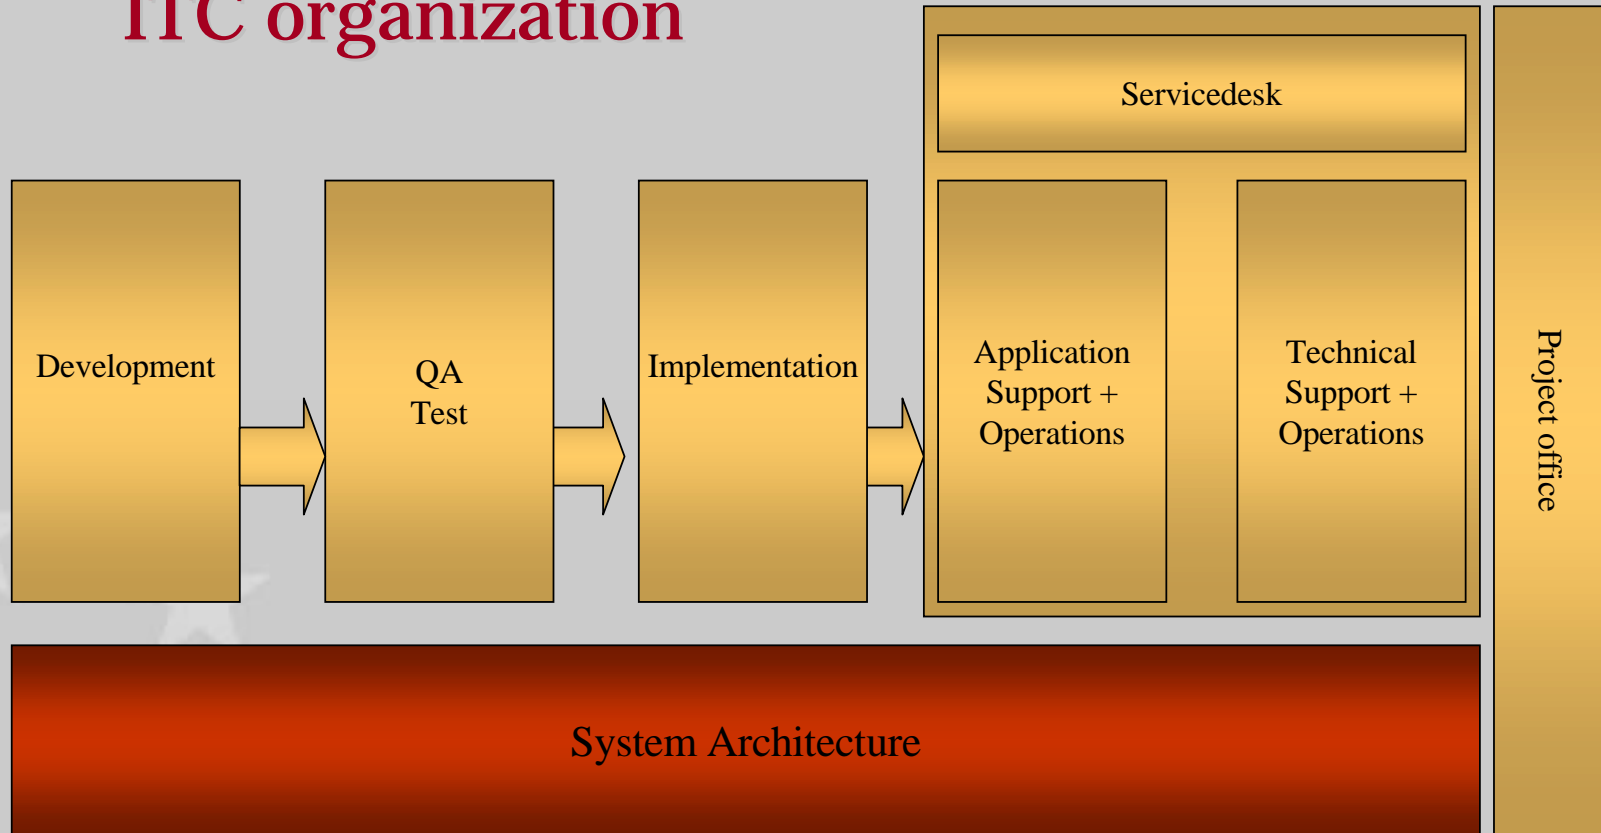 ITC organization
Servicedesk
Development
QA
Test
Implementation
Application
Support +
Operations
Technical
Support +
Operations
Project office
System Architecture